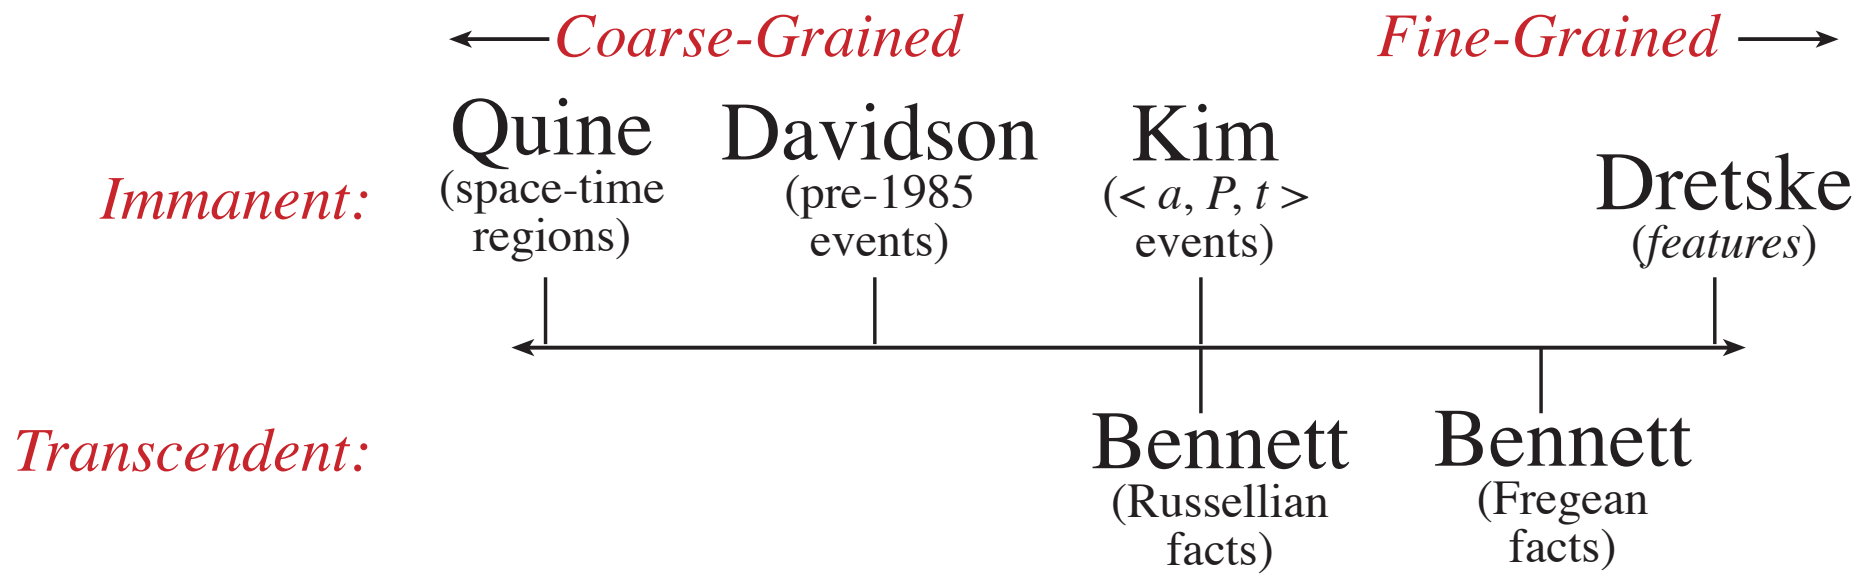 Coarse-Grained Fine-Grained
Quine Davidson Kim Dretske
Immanent: (space-time regions) (pre-1985 events) (< a, P, t > events) (features)
Transcendent: Bennett Bennett
(Russellian facts) (Fregean facts)